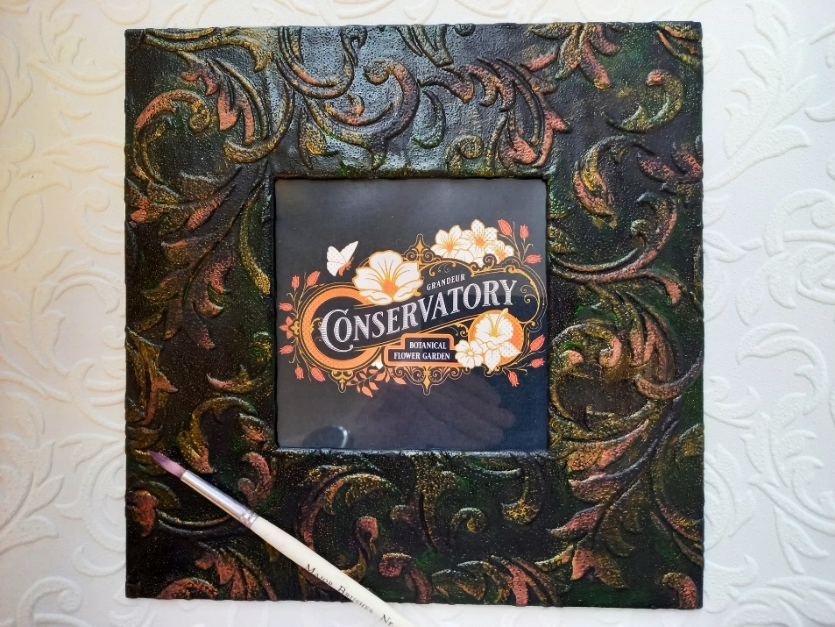 GRANDEUR
CONSERVATORY
BOTANICAL
FLOWER GARDEN